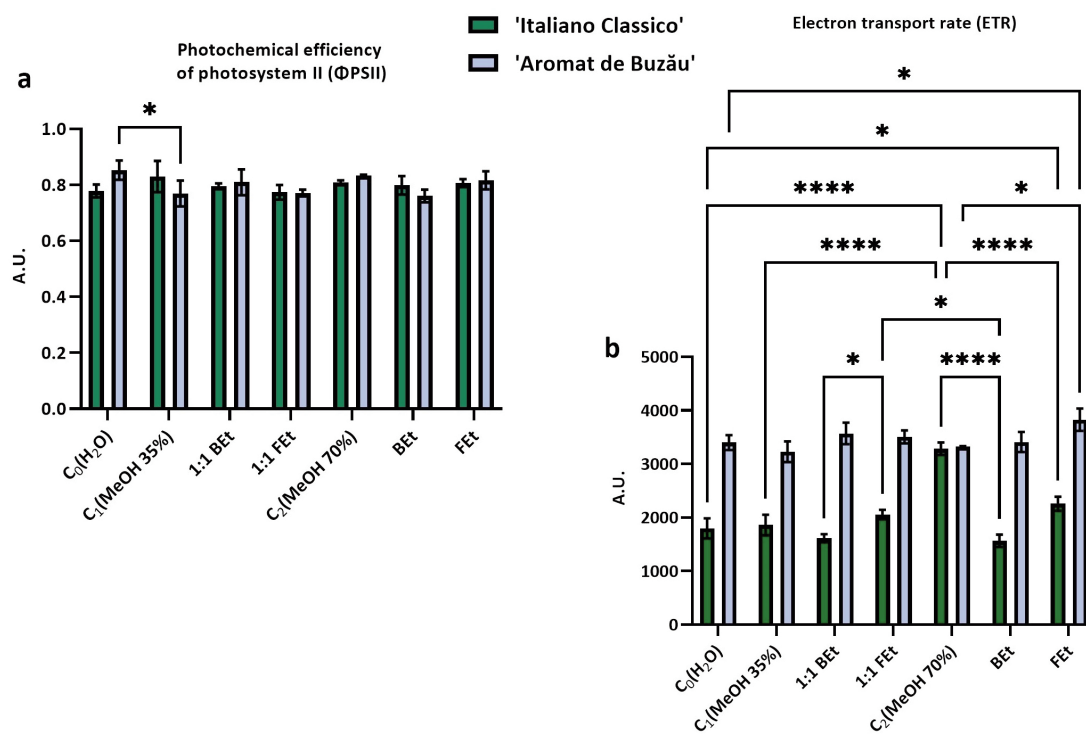 'Italiano Classico'
'Aromat de Buzău'
Photochemical efficiency
of photosystem II (ΦPSII)
Electron transport rate (ETR)
a
*
1.0
0.8
0.6
0.4
0.2
0.0
A.U.
C₀(H₂O)
C₁(MeOH 35%)
1:1 BEt
1:1 FEt
C₂(MeOH 70%)
BEt
FEt
*
*
**** *
**** ****
*
* ****
b
5000
4000
3000
2000
1000
0
A.U.
C₀(H₂O)
C₁(MeOH 35%)
1:1 BEt
1:1 FEt
C₂(MeOH 70%)
BEt
FEt